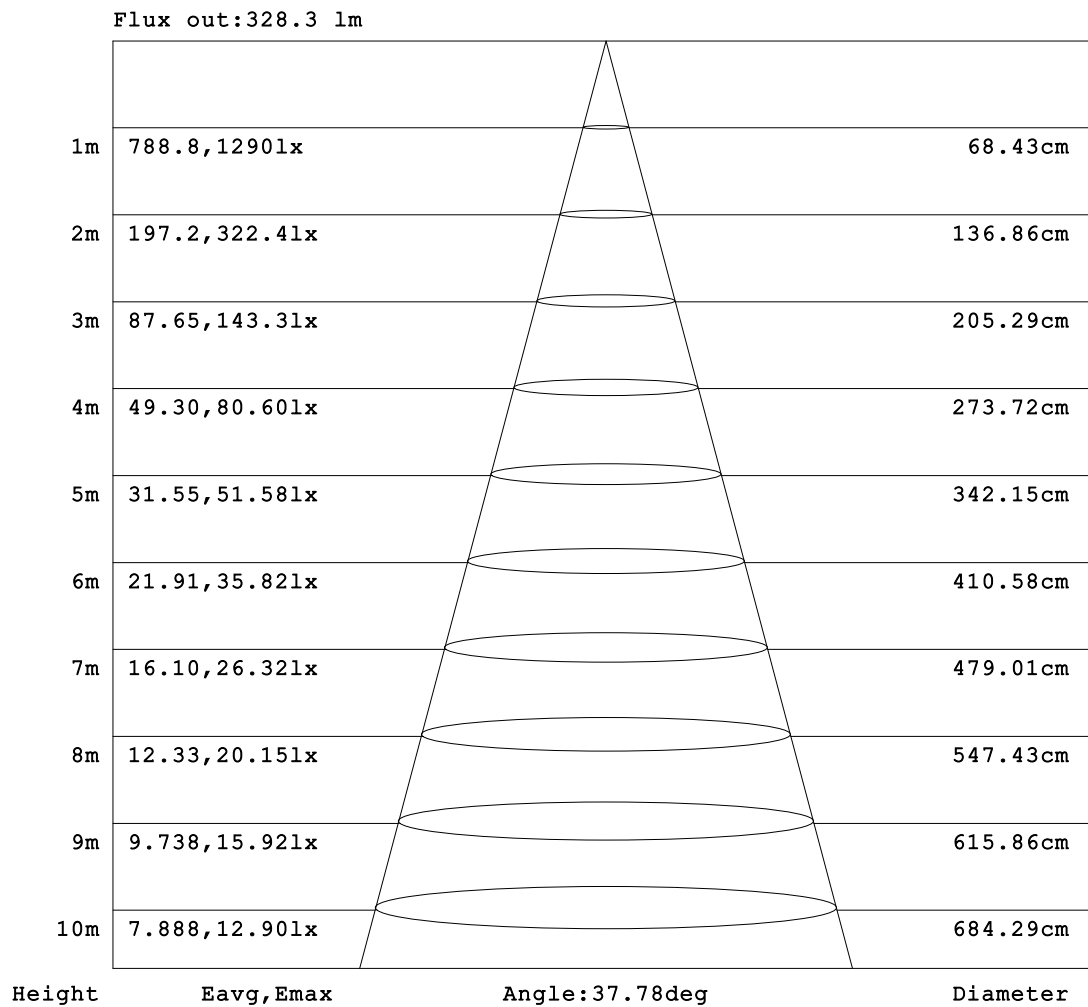 Flux out:328.3 lm
1m 788.8,1290lx 68.43cm
2m 197.2,322.4lx 136.86cm
3m 87.65,143.3lx 205.29cm
4m 49.30,80.60lx 273.72cm
5m 31.55,51.58lx 342.15cm
6m 21.91,35.82lx 410.58cm
7m 16.10,26.32lx 479.01cm
8m 12.33,20.15lx 547.43cm
9m 9.738,15.92lx 615.86cm
10m 7.888,12.90lx 684.29cm
Height Eavg,Emax Angle:37.78deg Diameter